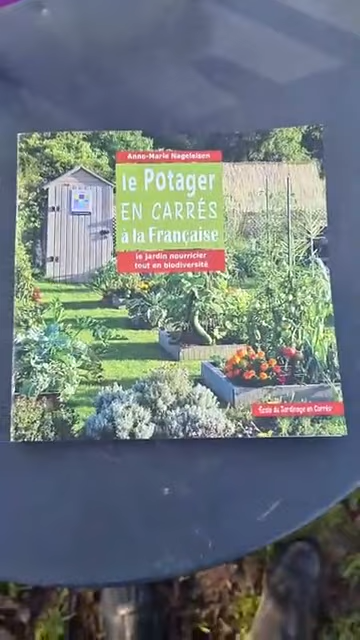 Anne-Marie Nageleisen
le Potager
EN CARRÉS
à la Française
le jardin nourricier
tout en biodiversité
École du Jardinage en Carrés